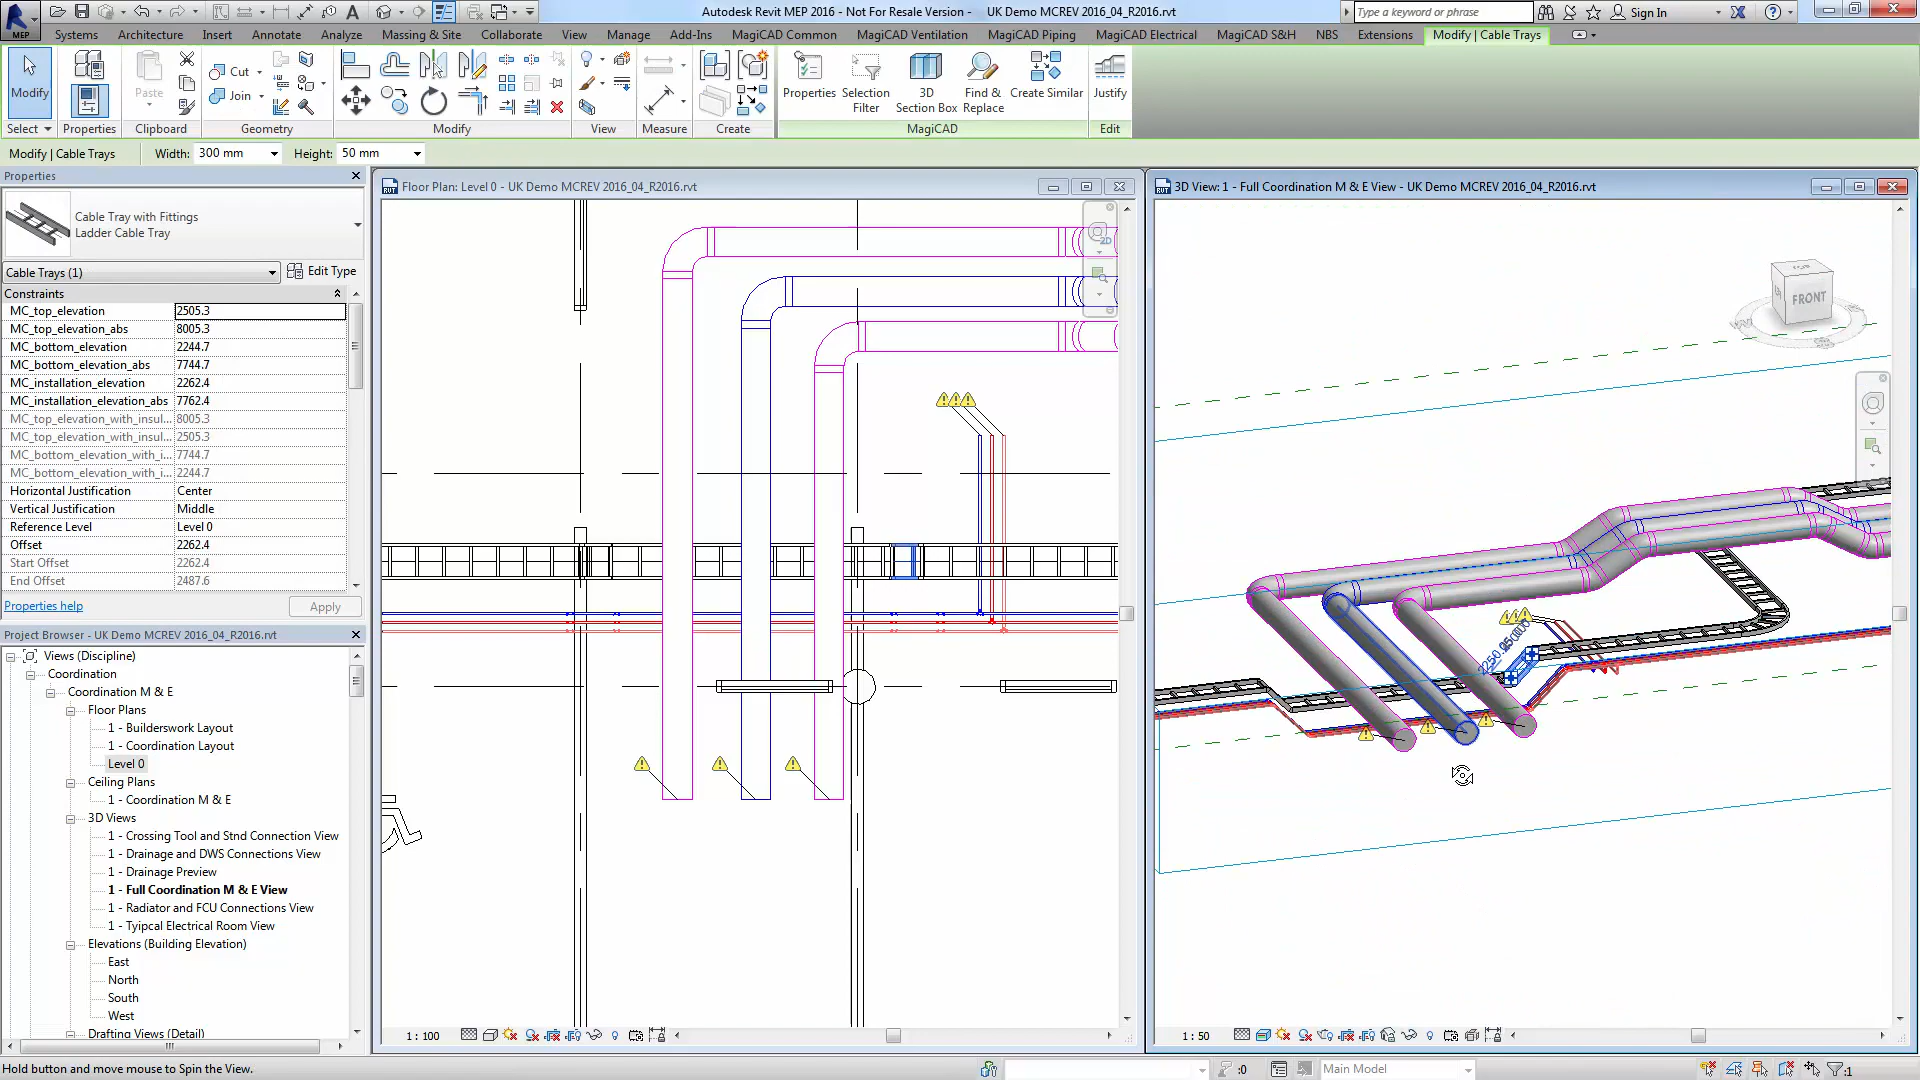 Autodesk Revit MEP 2016 - Not For Resale Version - UK Demo MCREV 2016_04_R2016.rvt
Type a keyword or phrase
Sign In
MEP
Systems Architecture Insert Annotate Analyze Massing & Site Collaborate View Manage Add-Ins MagiCAD Common MagiCAD Ventilation MagiCAD Piping MagiCAD Electrical MagiCAD S&H NBS Extensions Modify | Cable Trays
Modify
Paste
Cut
Join
Properties
Selection Filter
3D Section Box
Find & Replace
Create Similar
Justify
Select Properties Clipboard Geometry Modify View Measure Create MagiCAD Edit
Modify | Cable Trays Width: 300 mm Height: 50 mm
Properties
Cable Tray with Fittings
Ladder Cable Tray
Cable Trays (1) Edit Type
Constraints
MC_top_elevation 2505.3
MC_top_elevation_abs 8005.3
MC_bottom_elevation 2244.7
MC_bottom_elevation_abs 7744.7
MC_installation_elevation 2262.4
MC_installation_elevation_abs 7762.4
MC_top_elevation_with_insul... 8005.3
MC_top_elevation_with_insul... 2505.3
MC_bottom_elevation_with_i... 7744.7
MC_bottom_elevation_with_i... 2244.7
Horizontal Justification Center
Vertical Justification Middle
Reference Level Level 0
Offset 2262.4
Start Offset 2262.4
End Offset 2487.6
Properties help Apply
Project Browser - UK Demo MCREV 2016_04_R2016.rvt
Views (Discipline)
Coordination
Coordination M & E
Floor Plans
1 - Builderswork Layout
1 - Coordination Layout
Level 0
Ceiling Plans
1 - Coordination M & E
3D Views
1 - Crossing Tool and Stnd Connection View
1 - Drainage and DWS Connections View
1 - Drainage Preview
1 - Full Coordination M & E View
1 - Radiator and FCU Connections View
1 - Tyipcal Electrical Room View
Elevations (Building Elevation)
East
North
South
West
Drafting Views (Detail)
Floor Plan: Level 0 - UK Demo MCREV 2016_04_R2016.rvt
2D
1 : 100
3D View: 1 - Full Coordination M & E View - UK Demo MCREV 2016_04_R2016.rvt
TOP
FRONT
1 : 50
Hold button and move mouse to Spin the View.
:0
Main Model
:1